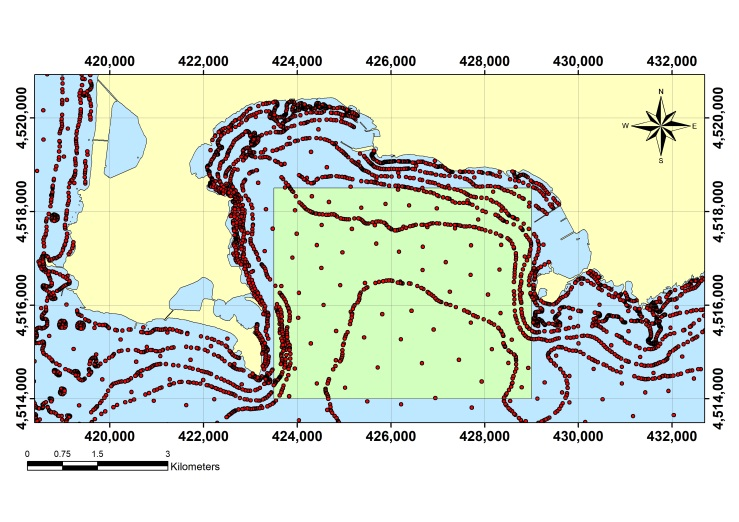 420,000 422,000 424,000 426,000 428,000 430,000 432,000
4,520,000 4,520,000
4,518,000 4,518,000
4,516,000 4,516,000
4,514,000 4,514,000
N
W E
S
420,000 422,000 424,000 426,000 428,000 430,000 432,000
0 0.75 1.5 3
Kilometers